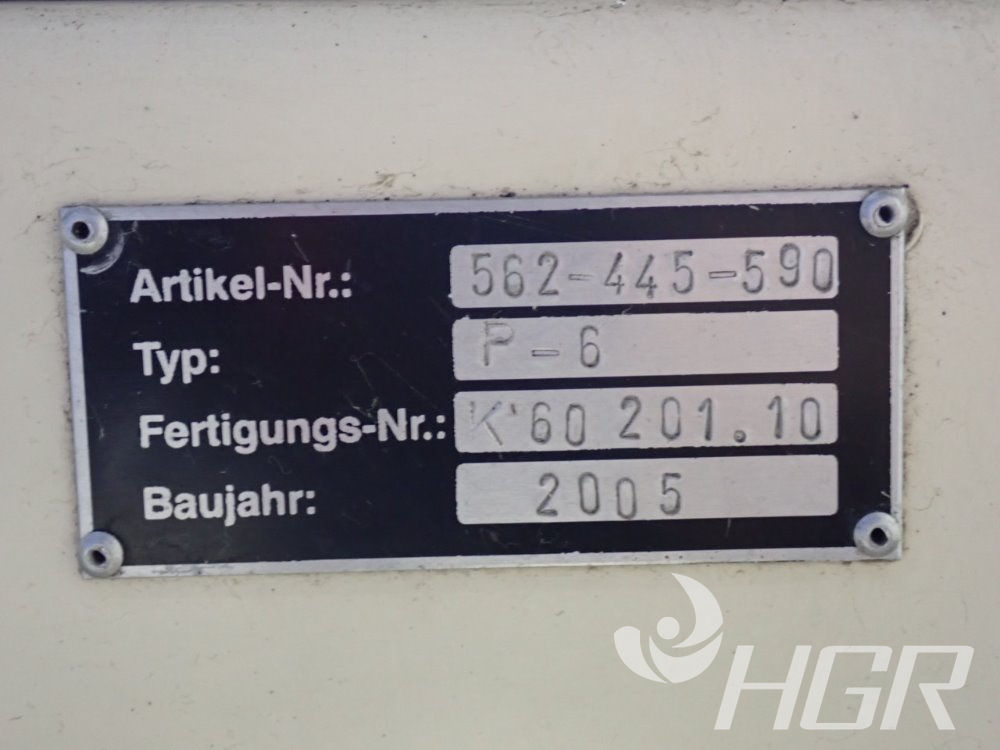 Artikel-Nr.: 562-445-590
Typ: P-6
Fertigungs-Nr.: K'60 201.10
Baujahr: 2005
HGR